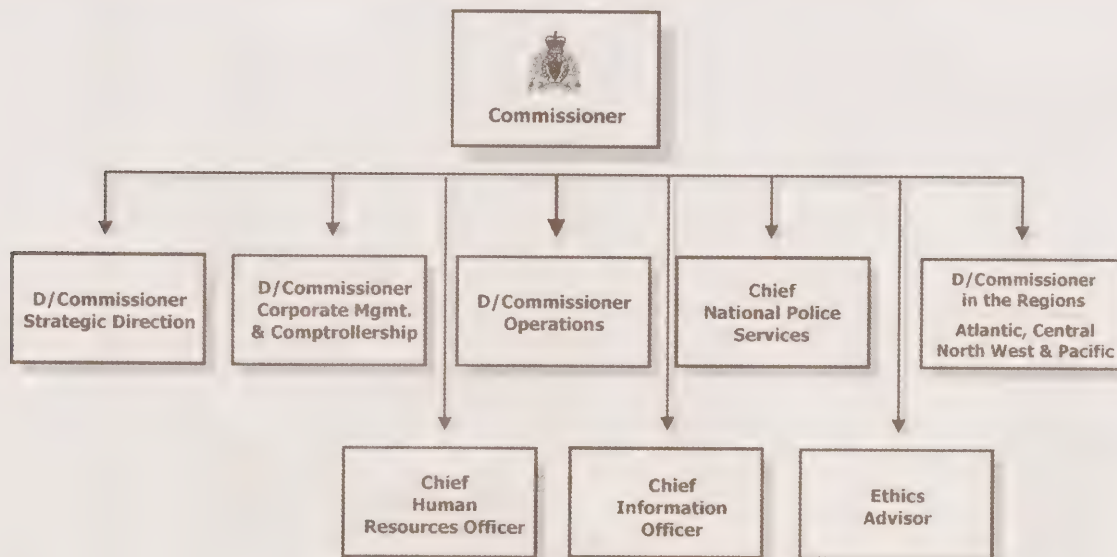 Commissioner
D/Commissioner
Strategic Direction
D/Commissioner
Corporate Mgmt.
& Comptrollership
D/Commissioner
Operations
Chief
National Police
Services
D/Commissioner
in the Regions
Atlantic, Central
North West & Pacific
Chief
Human
Resources Officer
Chief
Information
Officer
Ethics
Advisor